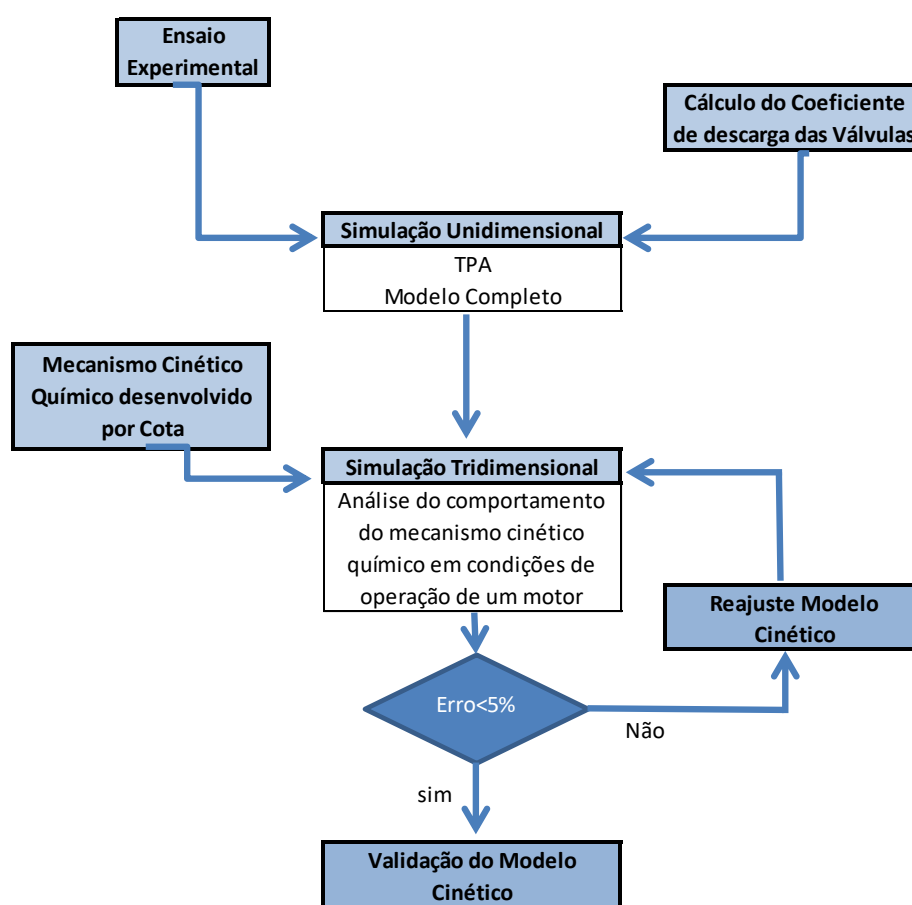 Ensaio
Experimental
Cálculo do Coeficiente
de descarga das Válvulas
Simulação Unidimensional
TPA
Modelo Completo
Mecanismo Cinético
Químico desenvolvido
por Cota
Simulação Tridimensional
Análise do comportamento
do mecanismo cinético
químico em condições de
operação de um motor
Reajuste Modelo
Cinético
Erro<5%
Não
sim
Validação do Modelo
Cinético